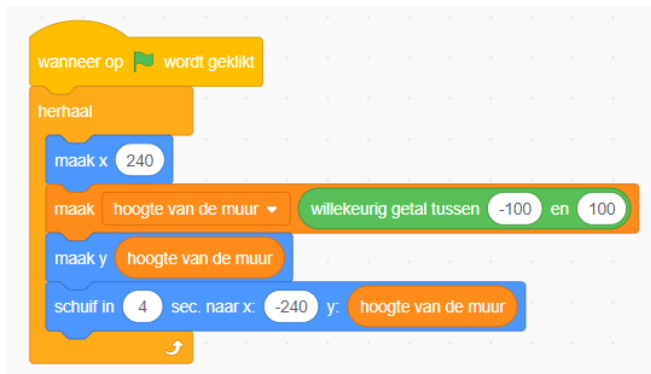 wanneer op wordt geklikt
herhaal
maak x 240
maak hoogte van de muur willekeurig getal tussen -100 en 100
maak y hoogte van de muur
schuif in 4 sec. naar x: -240 y: hoogte van de muur